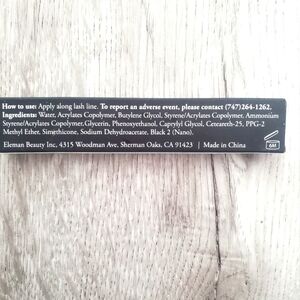 How to use: Apply along lash line. To report an adverse event, please contact (747)264-1262.
Ingredients: Water, Acrylates Copolymer, Butylene Glycol, Styrene/Acrylates Copolymer, Ammonium
Styrene/Acrylates Copolymer,Glycerin, Phenoxyethanol, Caprylyl Glycol, Ceteareth-25, PPG-2
Methyl Ether, Simethicone, Sodium Dehydroacetate, Black 2 (Nano).
Eleman Beauty Inc, 4315 Woodman Ave, Sherman Oaks, CA 91423 | Made in China
6M